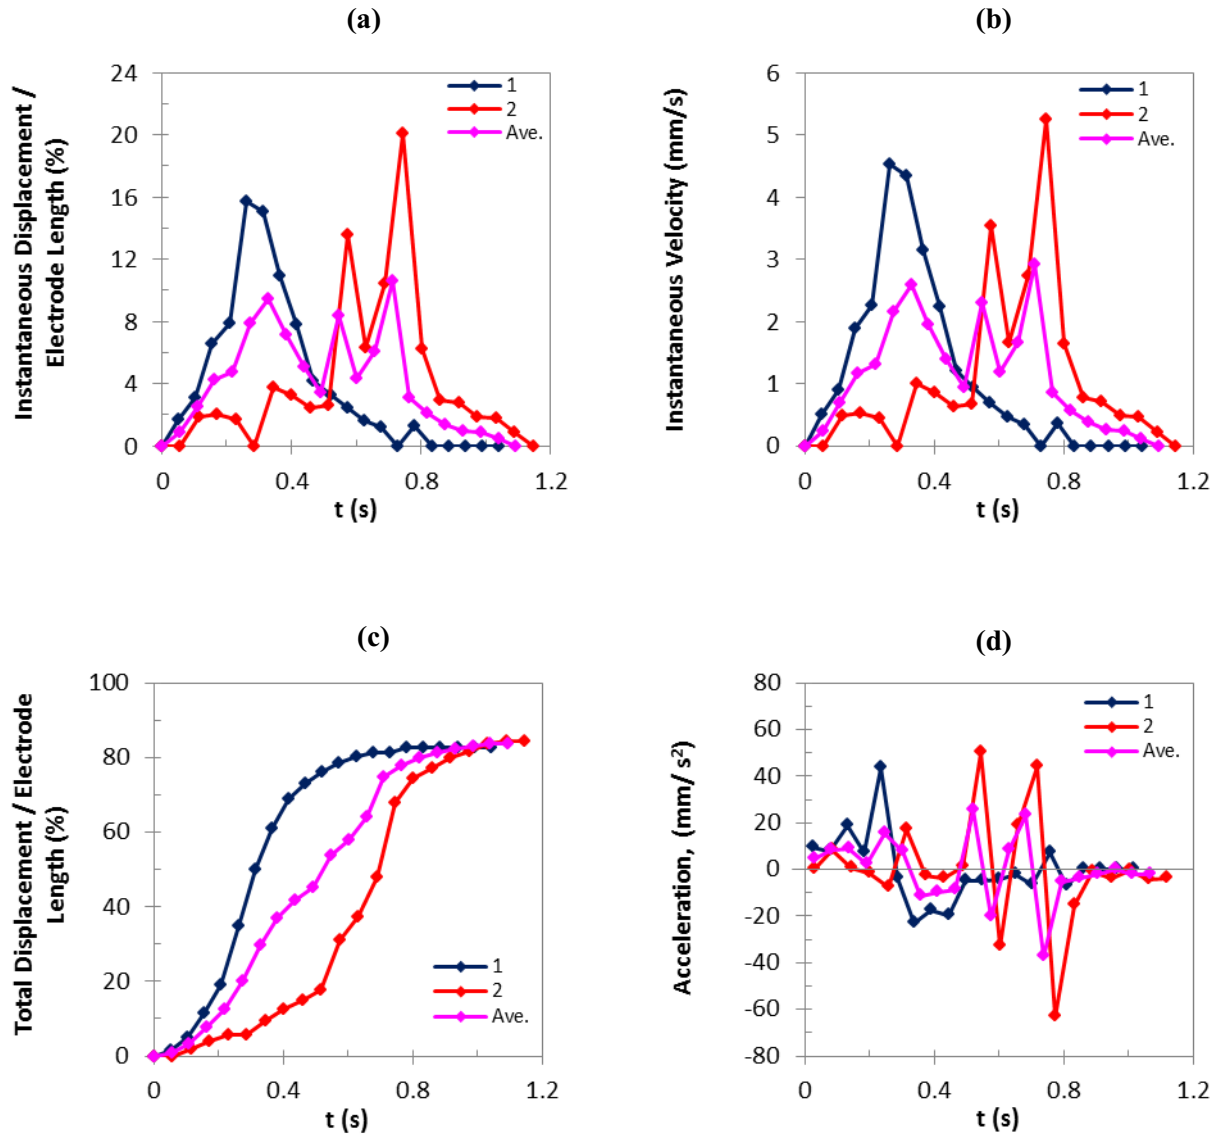 (a)
Instantaneous Displacement /
Electrode Length (%)
24
20
16
12
8
4
0
1
2
Ave.
0
0.4
0.8
1.2
t (s)
(b)
Instantaneous Velocity (mm/s)
6
5
4
3
2
1
0
1
2
Ave.
0
0.4
0.8
1.2
t (s)
(c)
Total Displacement / Electrode
Length (%)
100
80
60
40
20
0
1
2
Ave.
0
0.4
0.8
1.2
t (s)
(d)
Acceleration, (mm/ s²)
80
60
40
20
0
-20
-40
-60
-80
1
2
Ave.
0
0.4
0.8
1.2
t (s)